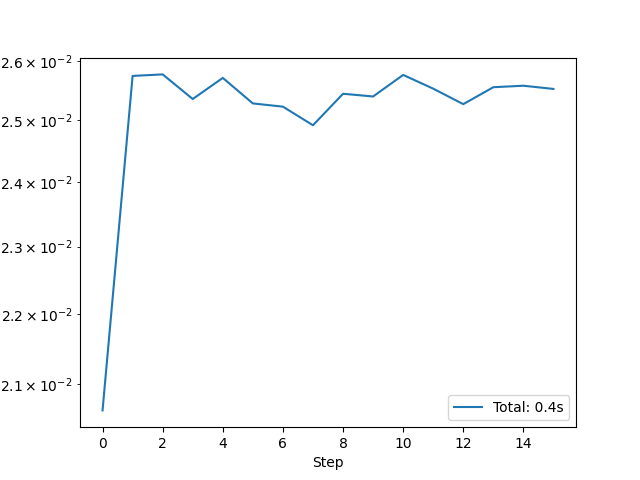 2.6 × 10⁻²
2.5 × 10⁻²
2.4 × 10⁻²
2.3 × 10⁻²
2.2 × 10⁻²
2.1 × 10⁻²
Total: 0.4s
0 2 4 6 8 10 12 14
Step